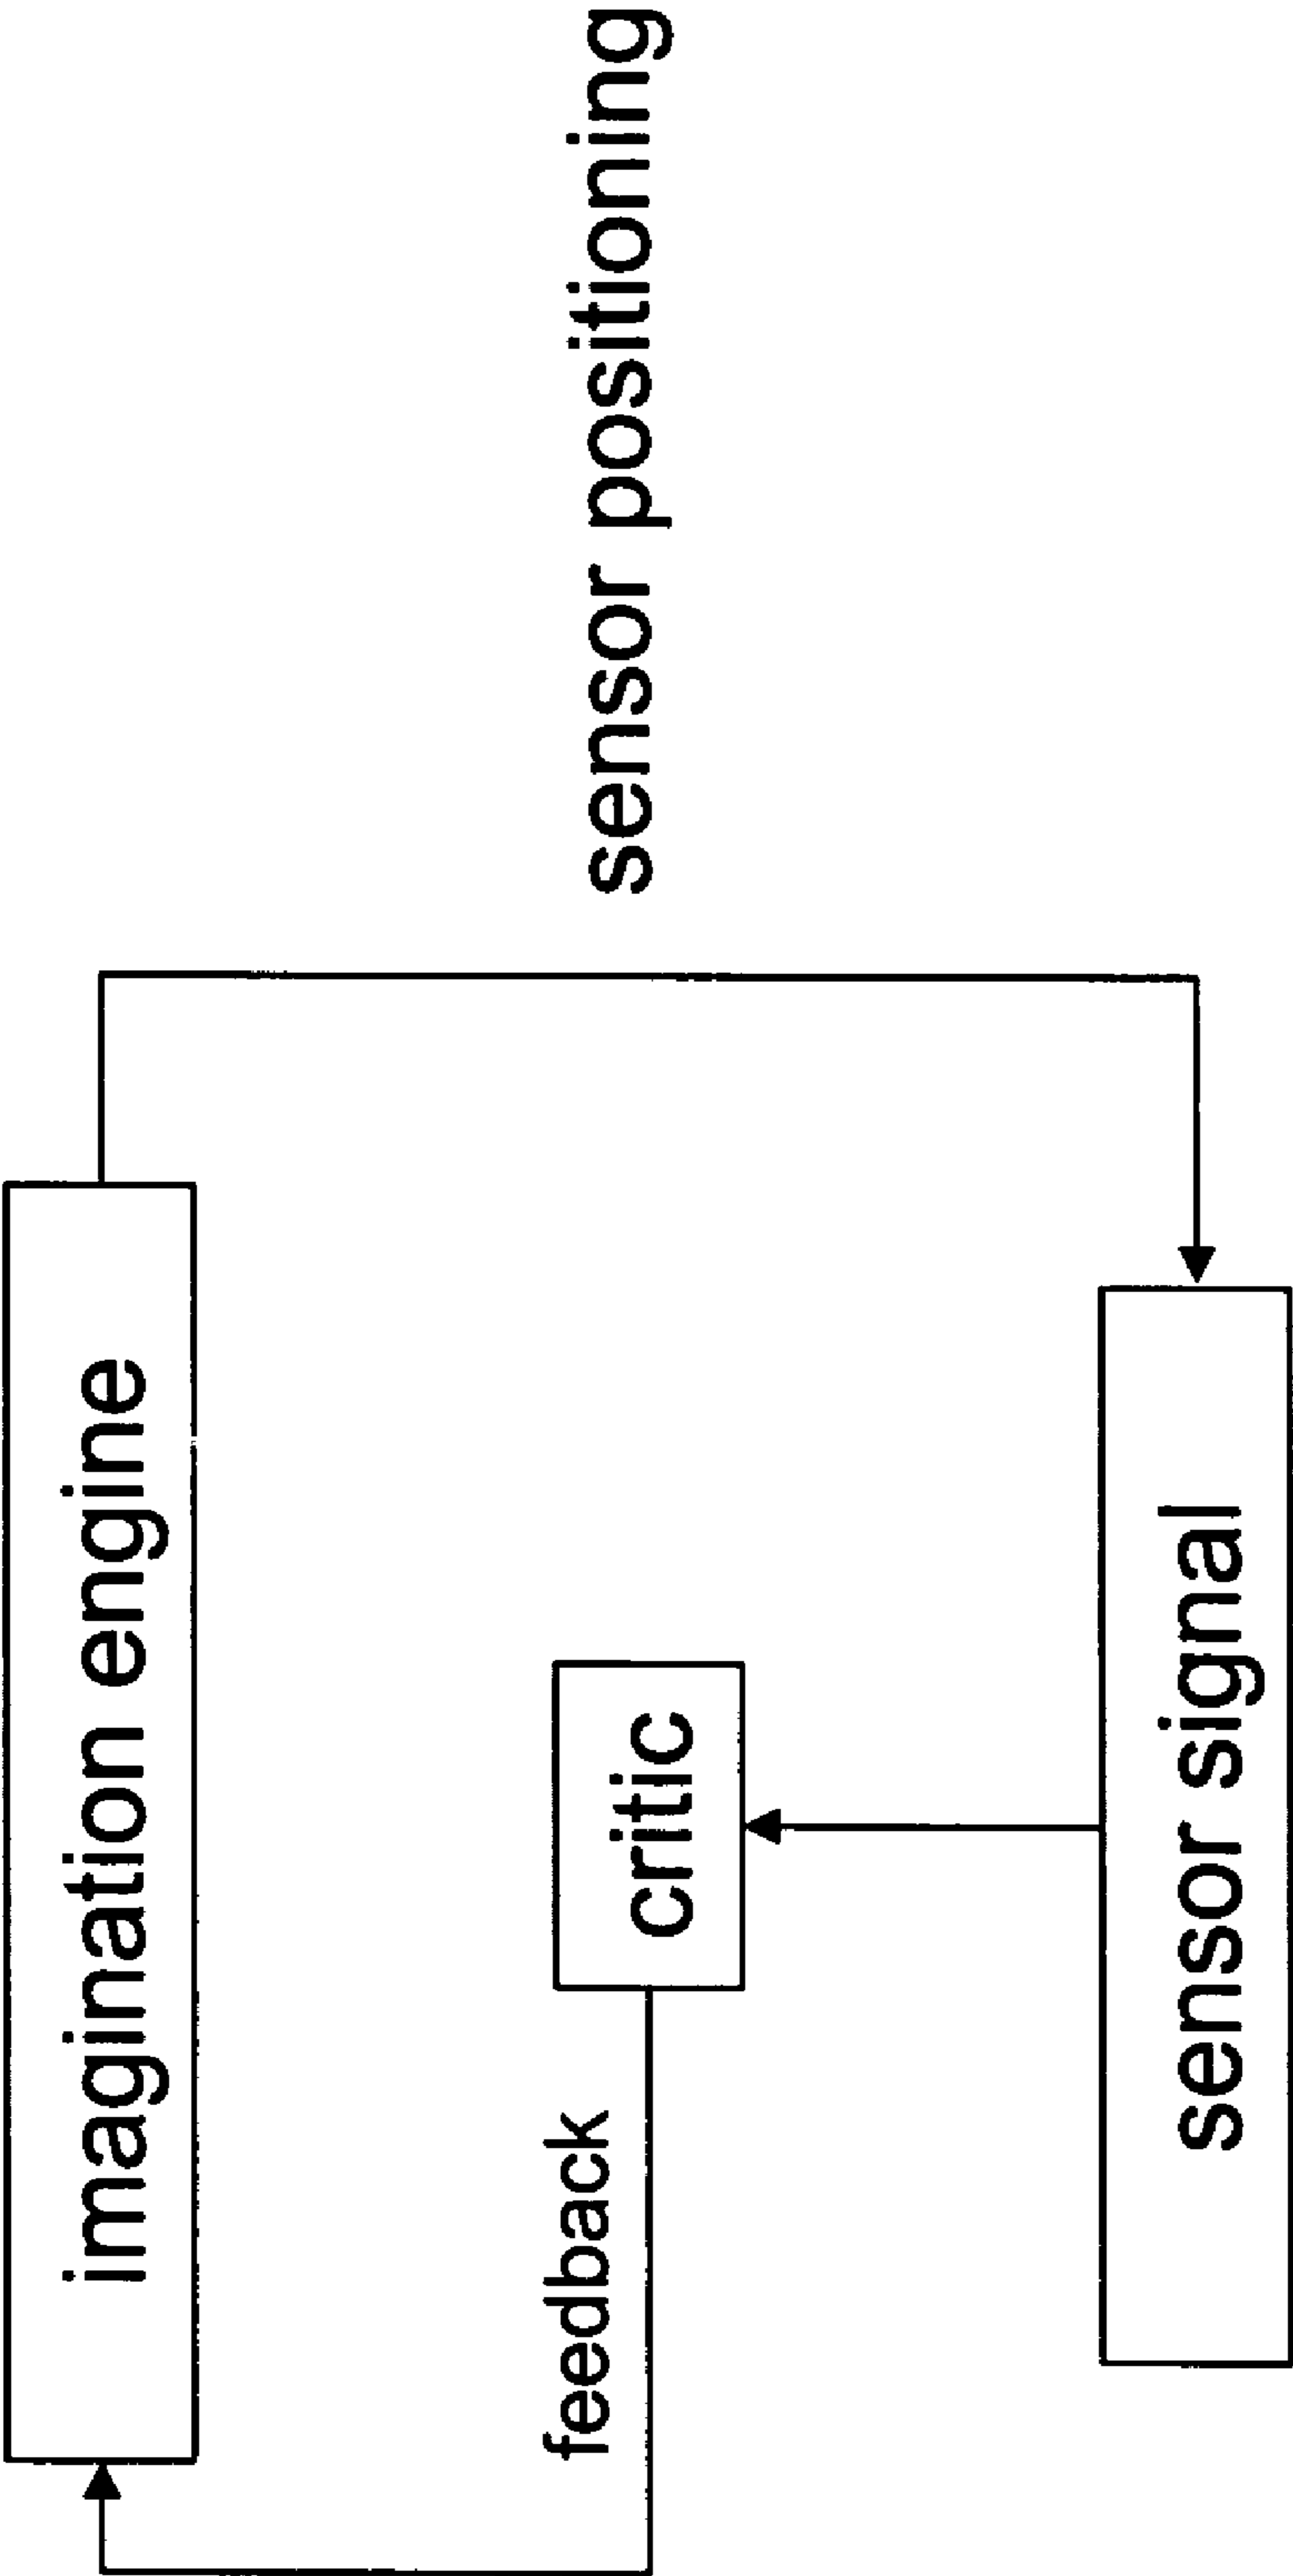 imagination engine
feedback
critic
sensor positioning
sensor signal